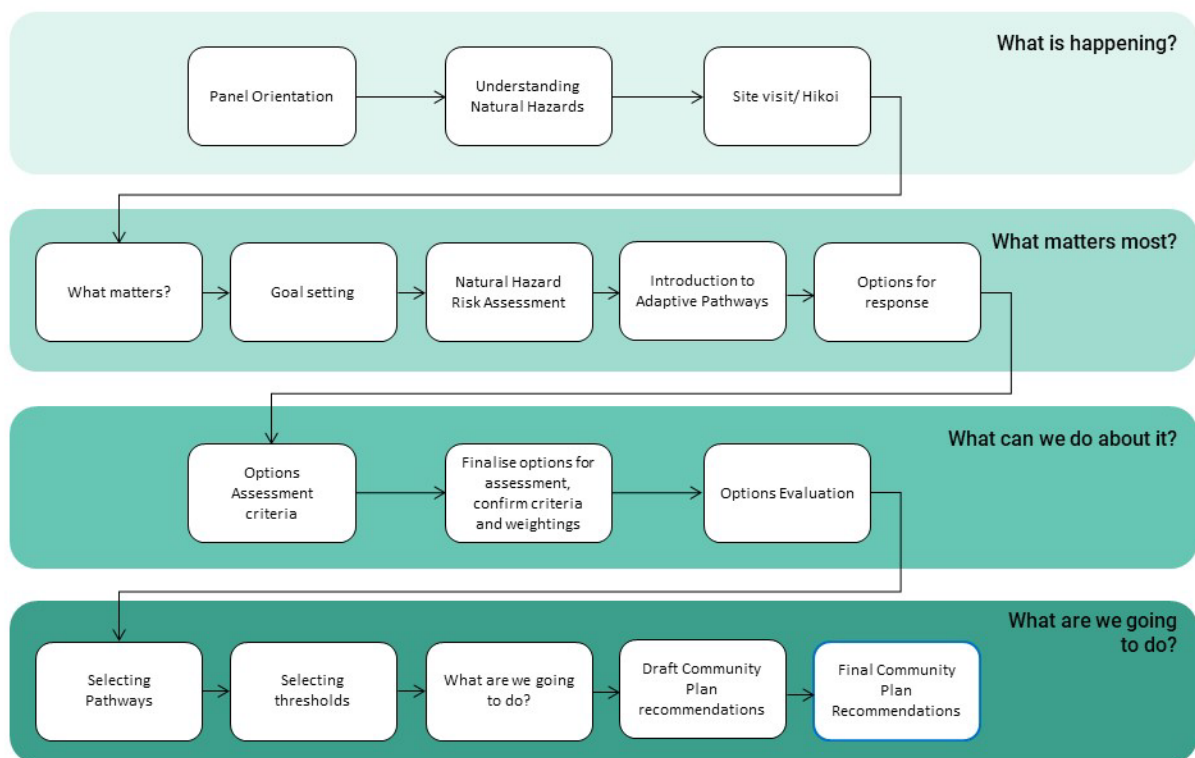 What is happening?
Panel Orientation
Understanding
Natural Hazards
Site visit/ Hikoi
What matters most?
What matters?
Goal setting
Natural Hazard
Risk Assessment
Introduction to
Adaptive Pathways
Options for
response
What can we do about it?
Options
Assessment
criteria
Finalise options for
assessment,
confirm criteria
and weightings
Options Evaluation
What are we going
to do?
Selecting
Pathways
Selecting
thresholds
What are we going
to do?
Draft Community
Plan
recommendations
Final Community
Plan
Recommendations